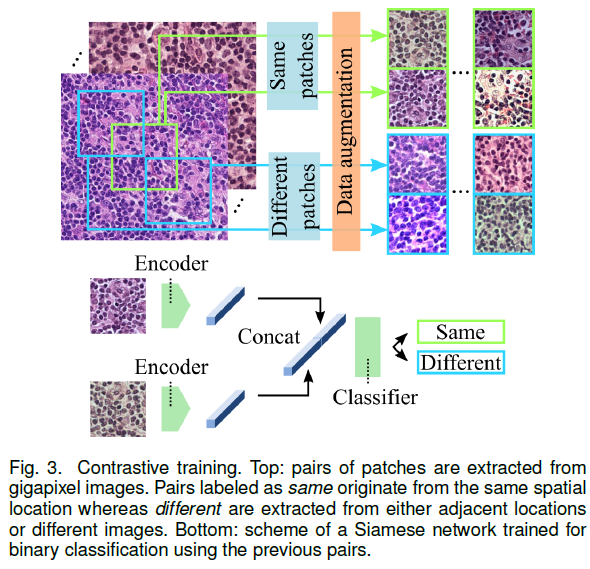 Same
patches
Different
patches
Data augmentation
Encoder
Concat
Encoder
Classifier
Same
Different
Fig. 3. Contrastive training. Top: pairs of patches are extracted from
gigapixel images. Pairs labeled as same originate from the same spatial
location whereas different are extracted from either adjacent locations
or different images. Bottom: scheme of a Siamese network trained for
binary classification using the previous pairs.